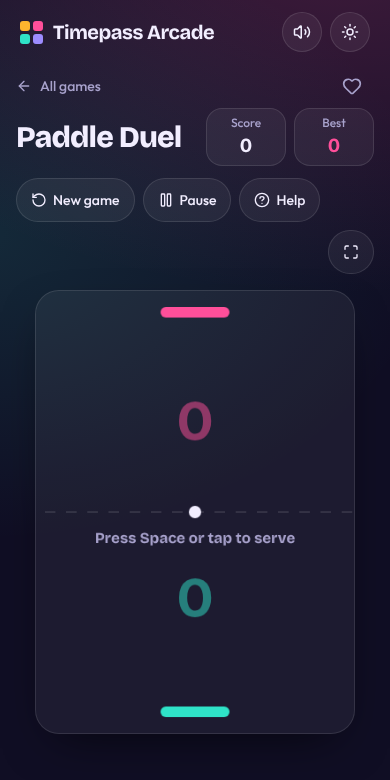 Timepass Arcade
All games
Paddle Duel
Score
0
Best
0
New game
Pause
Help
0
Press Space or tap to serve
0